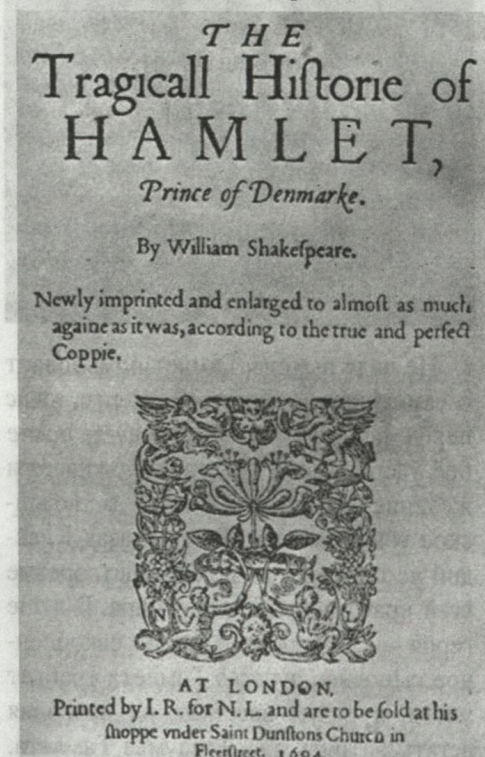 THE
Tragicall Hiſtorie of
HAMLET,
Prince of Denmarke.
By William Shakeſpeare.
Newly imprinted and enlarged to almoſt as much
againe as it was, according to the true and perfect
Coppie.
N
AT LONDON,
Printed by I. R. for N. L. and are to be ſold at his
ſhoppe vnder Saint Dunſtons Church in
Fleetſtreet. 1604